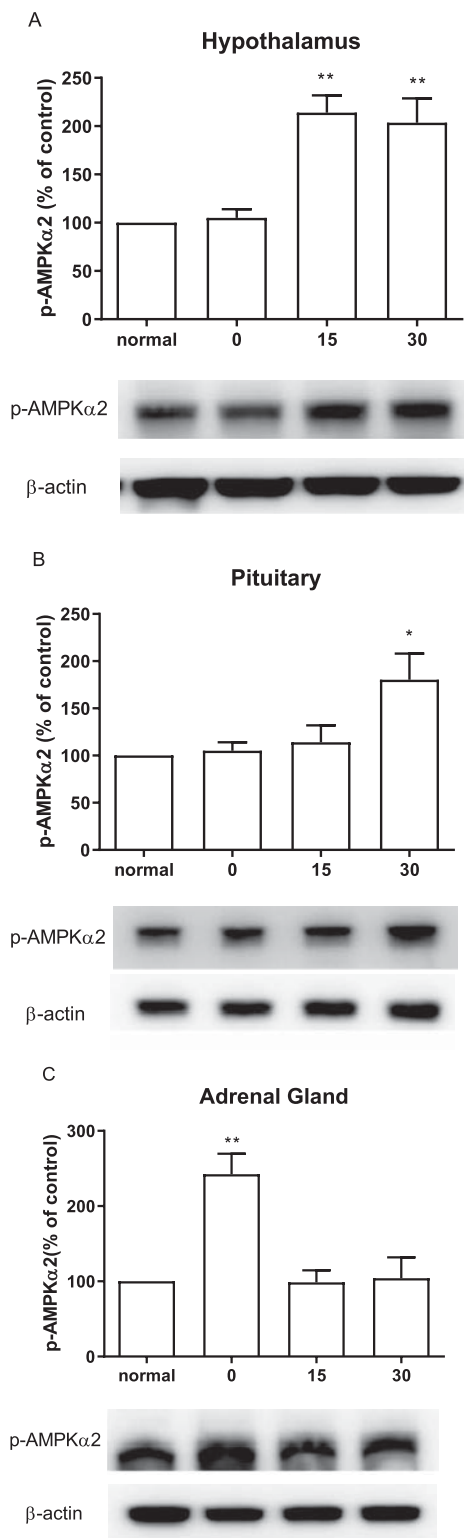 A
Hypothalamus
p-AMPKα2 (% of control)
250
200
150
100
50
0
** **
normal 0 15 30
p-AMPKα2
β-actin
B
Pituitary
p-AMPKα2 (% of control)
250
200
150
100
50
0
*
normal 0 15 30
p-AMPKα2
β-actin
C
Adrenal Gland
p-AMPKα2(% of control)
300
200
100
0
**
normal 0 15 30
p-AMPKα2
β-actin